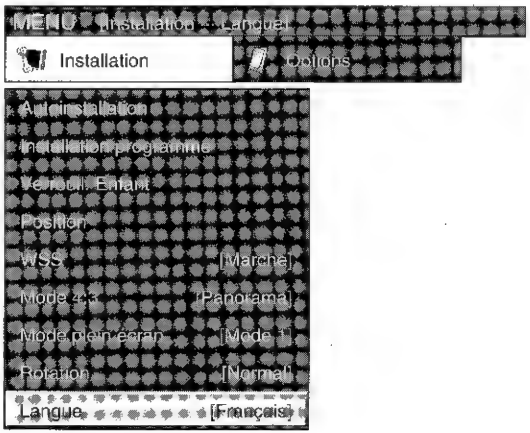 MENU [Installation ... Langue]
Installation
Options
Autoinstallation
Installation programme
Verrouil. Enfant
Position
WSS [Marche]
Mode 4:3 [Panorama]
Mode plein écran [Mode 1]
Rotation [Normal]
Langue [Français]